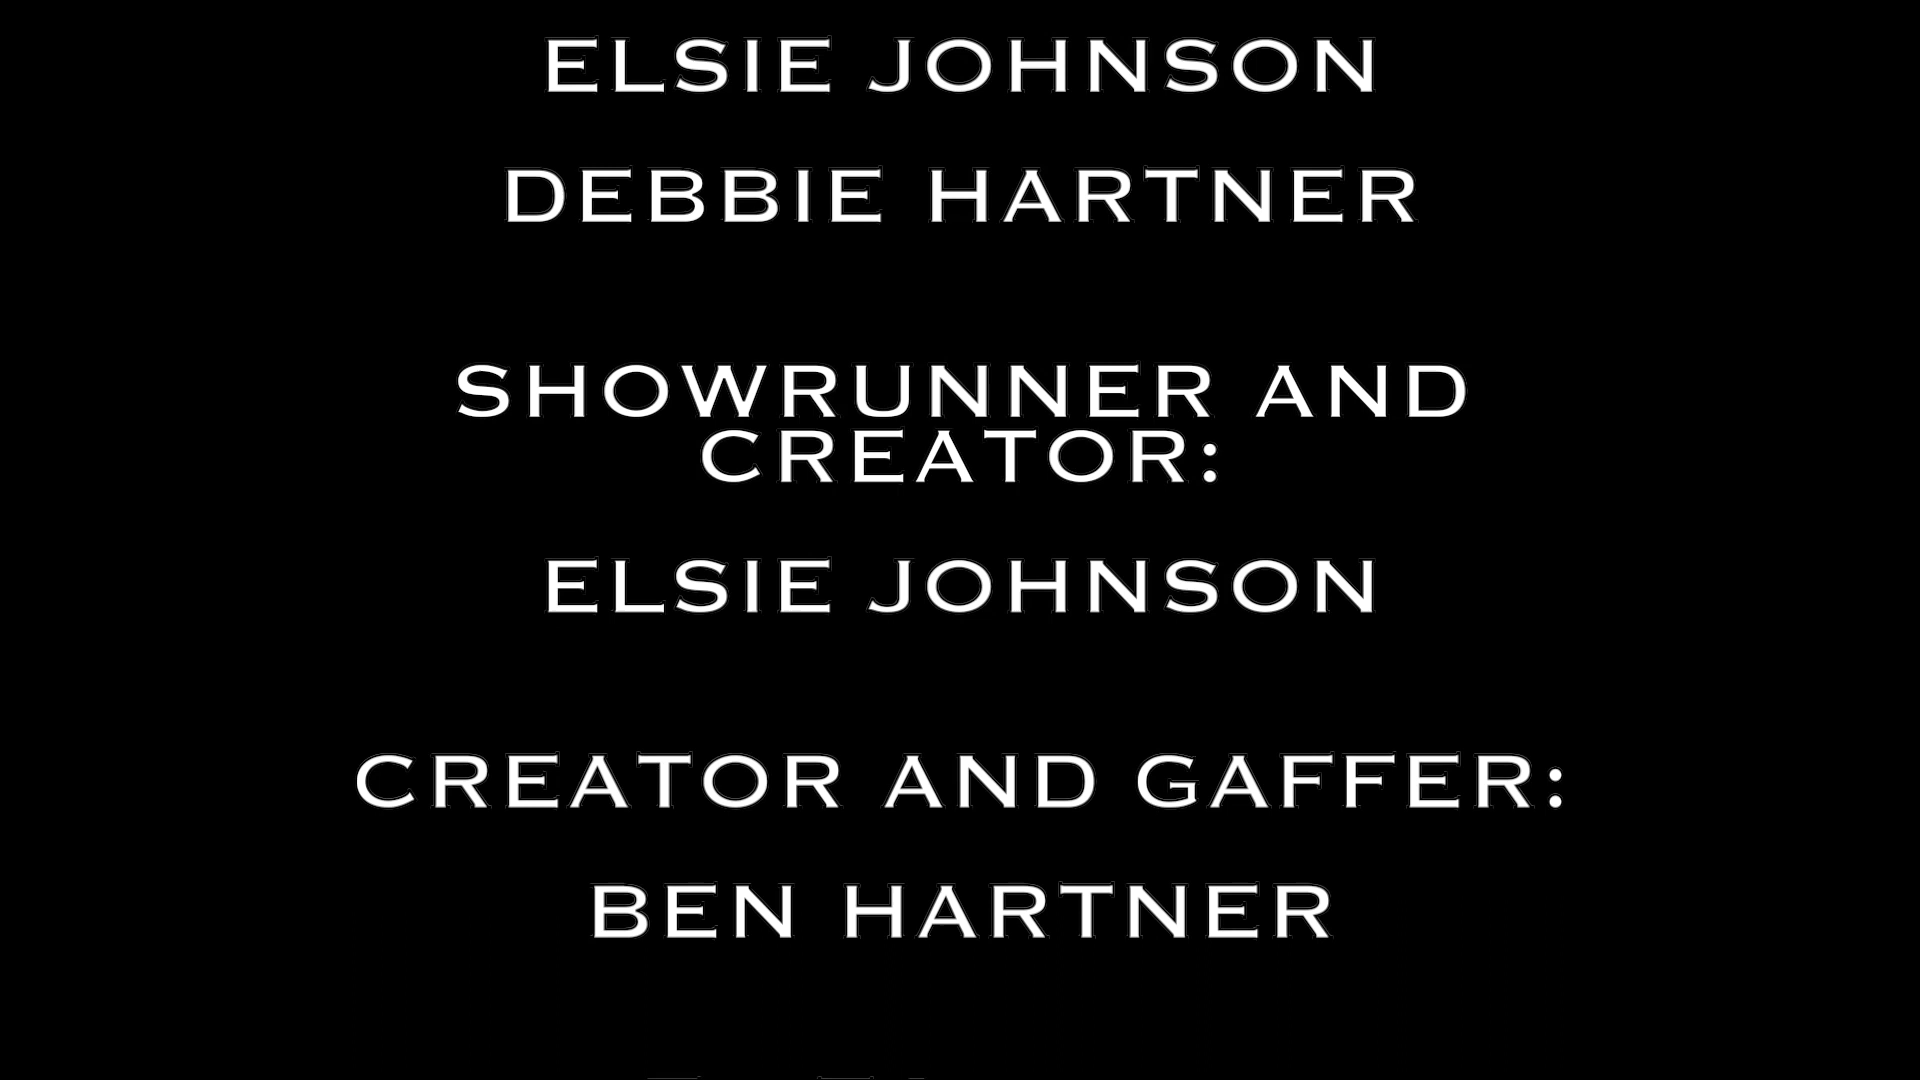 ELSIE JOHNSON
DEBBIE HARTNER
SHOWRUNNER AND
CREATOR:
ELSIE JOHNSON
CREATOR AND GAFFER:
BEN HARTNER